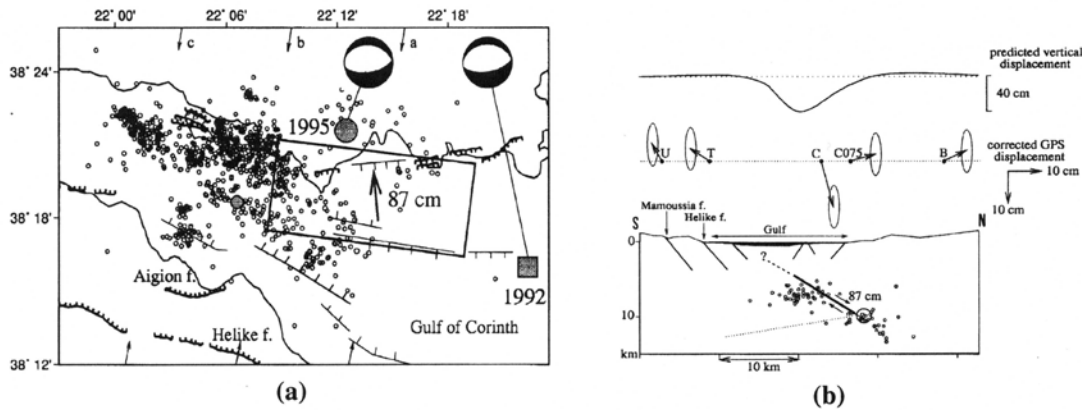 22° 00' 22° 06' 22° 12' 22° 18'
c b a
38° 24'
1995
87 cm
38° 18'
1992
Aigion f.
Gulf of Corinth
Helike f.
38° 12'
(a)
predicted vertical
displacement
40 cm
U T C C075 B
corrected GPS
displacement
10 cm
10 cm
Mamoussia f.
Helike f.
S Gulf N
0
?
87 cm
10
km
10 km
(b)